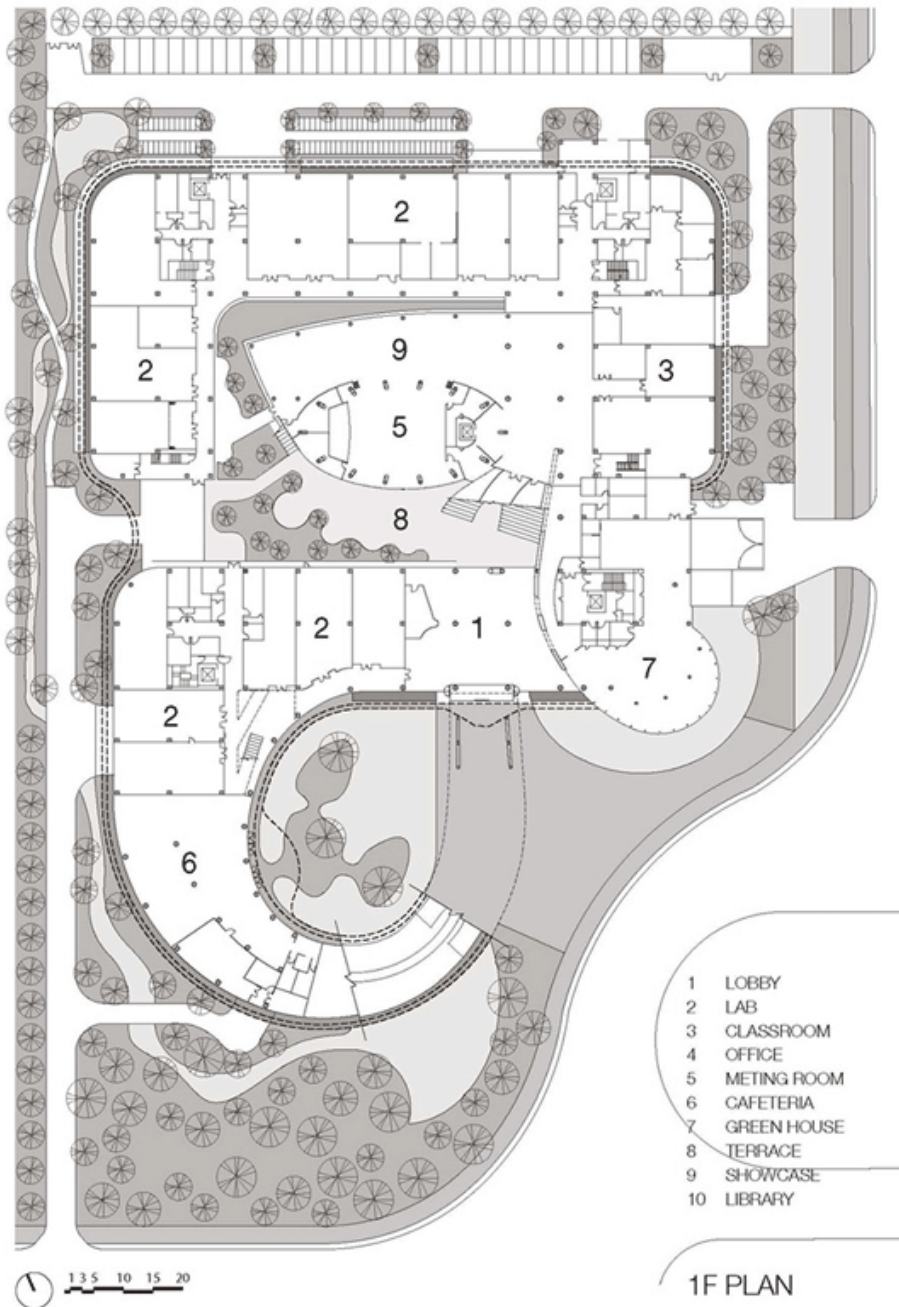 2
2
9
3
5
8
2
1
7
2
6
1 LOBBY
2 LAB
3 CLASSROOM
4 OFFICE
5 METING ROOM
6 CAFETERIA
7 GREEN HOUSE
8 TERRACE
9 SHOWCASE
10 LIBRARY
1 3 5 10 15 20
1F PLAN